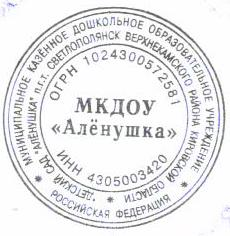 МУНИЦИПАЛЬНОЕ КАЗЁННОЕ ДОШКОЛЬНОЕ ОБРАЗОВАТЕЛЬНОЕ УЧРЕЖДЕНИЕ
РОССИЙСКАЯ ФЕДЕРАЦИЯ
"ДЕТСКИЙ САД "АЛЁНУШКА" п.г.т. СВЕТЛОПОЛЯНСК ВЕРХНЕКАМСКОГО РАЙОНА КИРОВСКОЙ ОБЛАСТИ
ОГРН 1024300572581
ИНН 4305003420
МКДОУ
«Алёнушка»